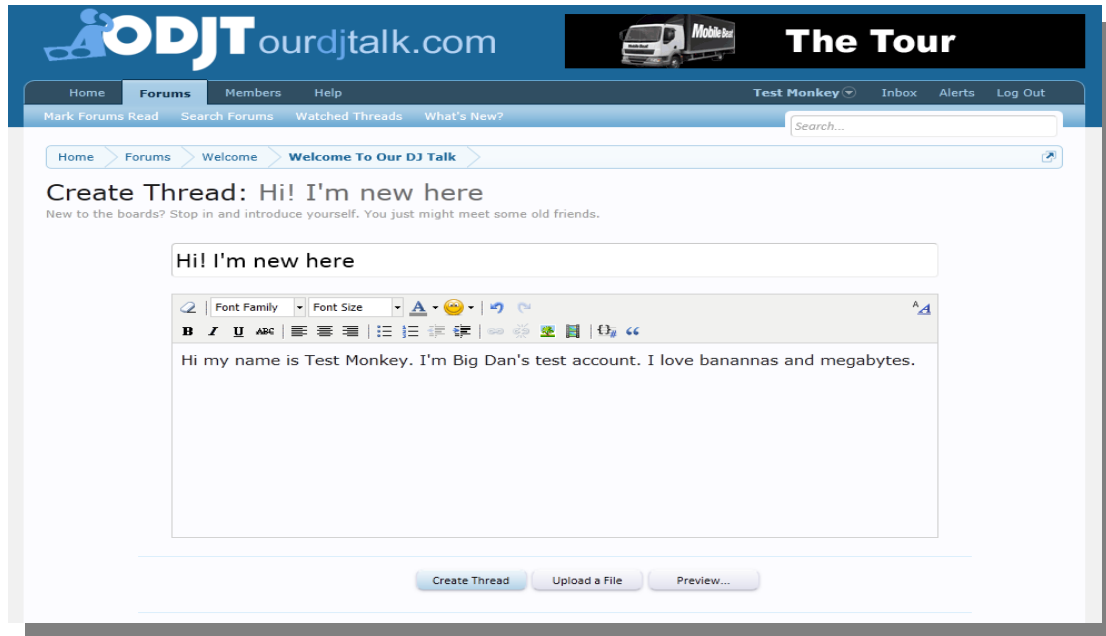 ODJT ourdjtalk.com
Mobile Beat
The Tour
Home Forums Members Help Test Monkey Inbox Alerts Log Out
Mark Forums Read Search Forums Watched Threads What's New?
Search...
Home Forums Welcome Welcome To Our DJ Talk
Create Thread: Hi! I'm new here
New to the boards? Stop in and introduce yourself. You just might meet some old friends.
Hi! I'm new here
Font Family Font Size A A A
B I U ABC
Hi my name is Test Monkey. I'm Big Dan's test account. I love banannas and megabytes.
Create Thread Upload a File Preview...